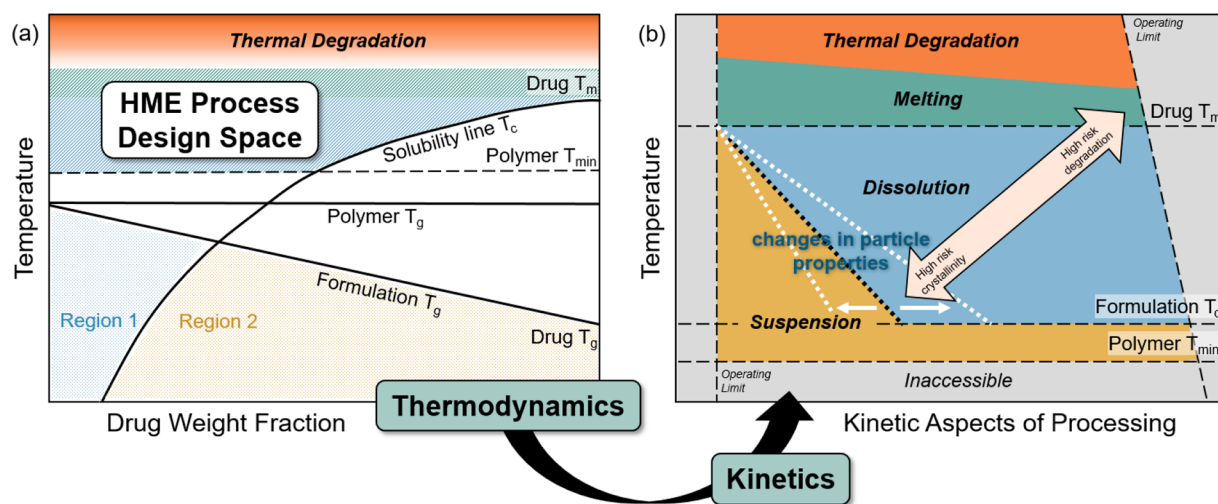 (a)
Thermal Degradation
Drug Tm
HME Process
Design Space
Solubility line Tc
Polymer Tmin
Polymer Tg
Formulation Tg
Region 1
Region 2
Drug Tg
Temperature
Drug Weight Fraction
Thermodynamics
Kinetics
(b)
Operating
Limit
Thermal Degradation
Melting
Drug Tm
High risk
degradation
Dissolution
changes in particle
properties
High risk
crystallinity
Formulation Tc
Suspension
Polymer Tmin
Operating
Limit
Inaccessible
Temperature
Kinetic Aspects of Processing